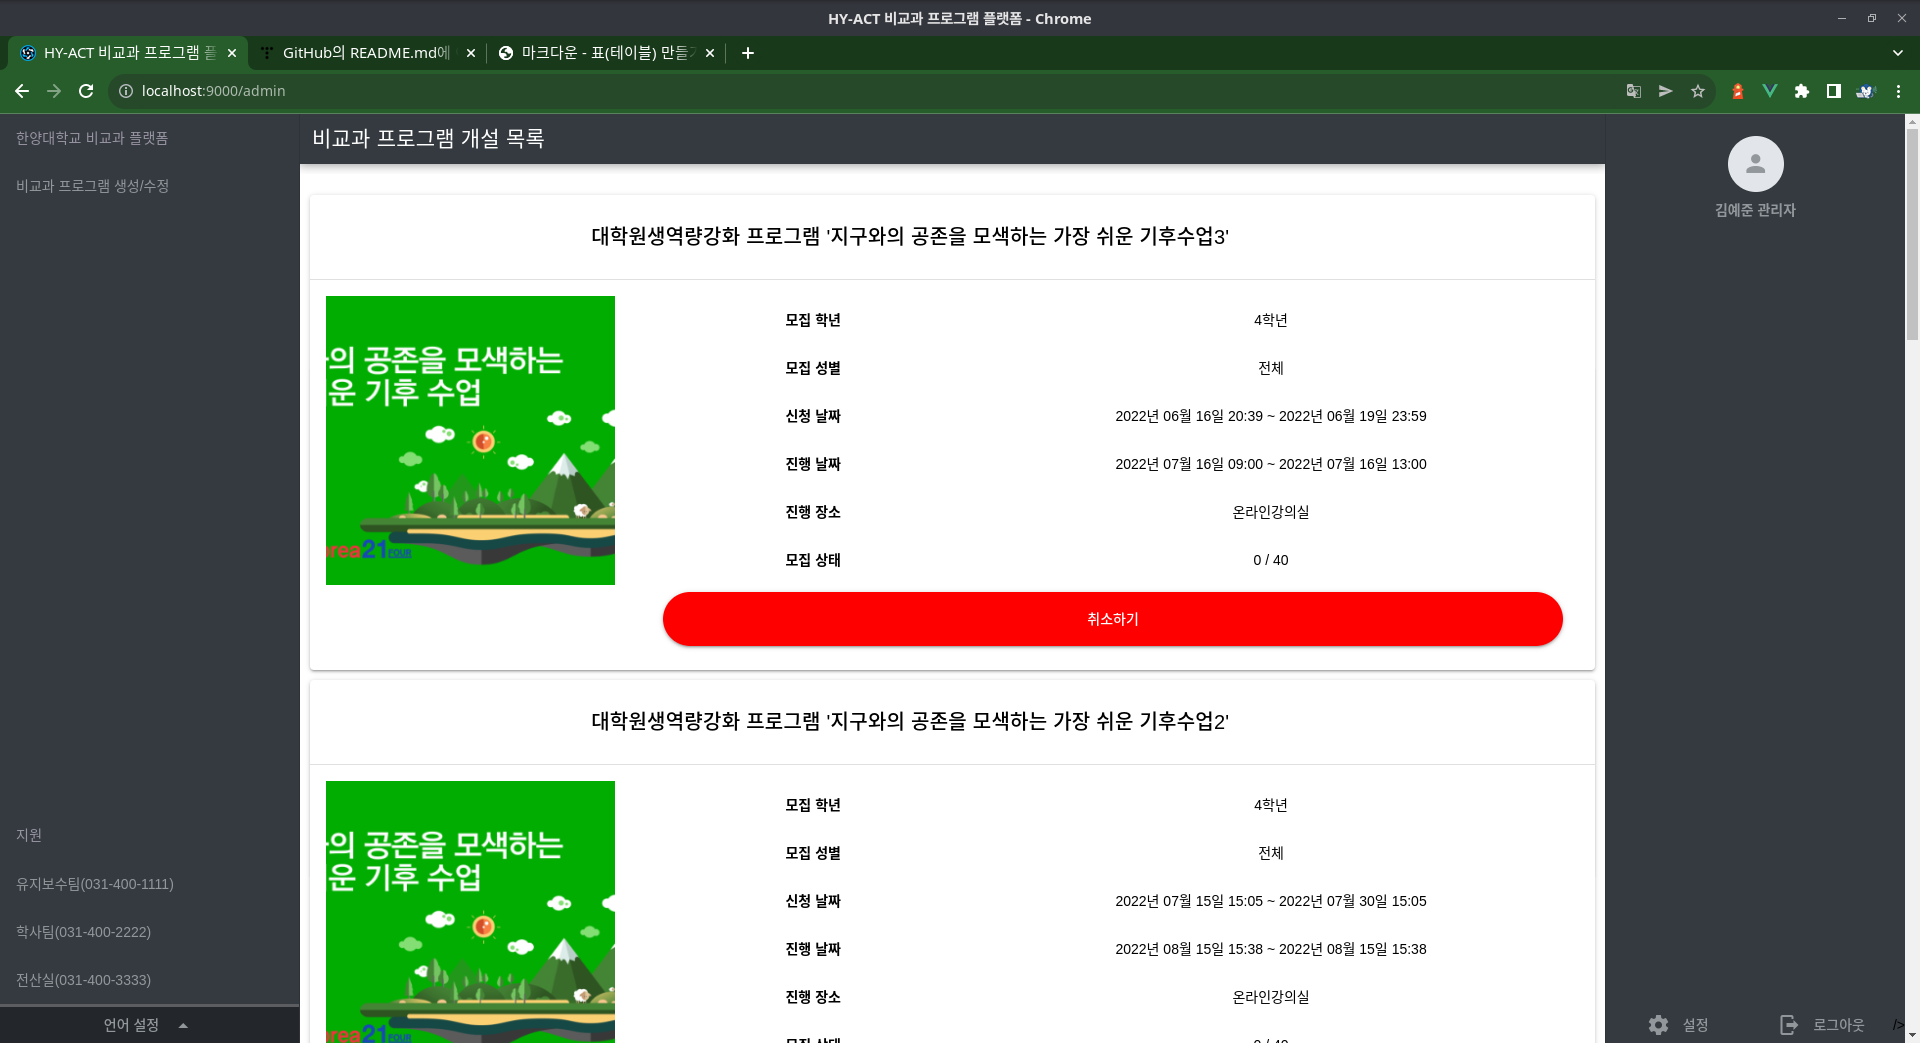 HY-ACT 비교과 프로그램 플랫폼 - Chrome
HY-ACT 비교과 프로그램 플
GitHub의 README.md에
마크다운 - 표(테이블) 만들기
localhost:9000/admin
한양대학교 비교과 플랫폼
비교과 프로그램 생성/수정
비교과 프로그램 개설 목록
김예준 관리자
대학원생역량강화 프로그램 '지구와의 공존을 모색하는 가장 쉬운 기후수업3'
의 공존을 모색하는
운 기후 수업
orea21 FOUR
모집 학년 4학년
모집 성별 전체
신청 날짜 2022년 06월 16일 20:39 ~ 2022년 06월 19일 23:59
진행 날짜 2022년 07월 16일 09:00 ~ 2022년 07월 16일 13:00
진행 장소 온라인강의실
모집 상태 0 / 40
취소하기
대학원생역량강화 프로그램 '지구와의 공존을 모색하는 가장 쉬운 기후수업2'
의 공존을 모색하는
운 기후 수업
orea21 FOUR
모집 학년 4학년
모집 성별 전체
신청 날짜 2022년 07월 15일 15:05 ~ 2022년 07월 30일 15:05
진행 날짜 2022년 08월 15일 15:38 ~ 2022년 08월 15일 15:38
진행 장소 온라인강의실
모집 상태 0 / 40
지원
유지보수팀(031-400-1111)
학사팀(031-400-2222)
전산실(031-400-3333)
언어 설정
설정
로그아웃
/>